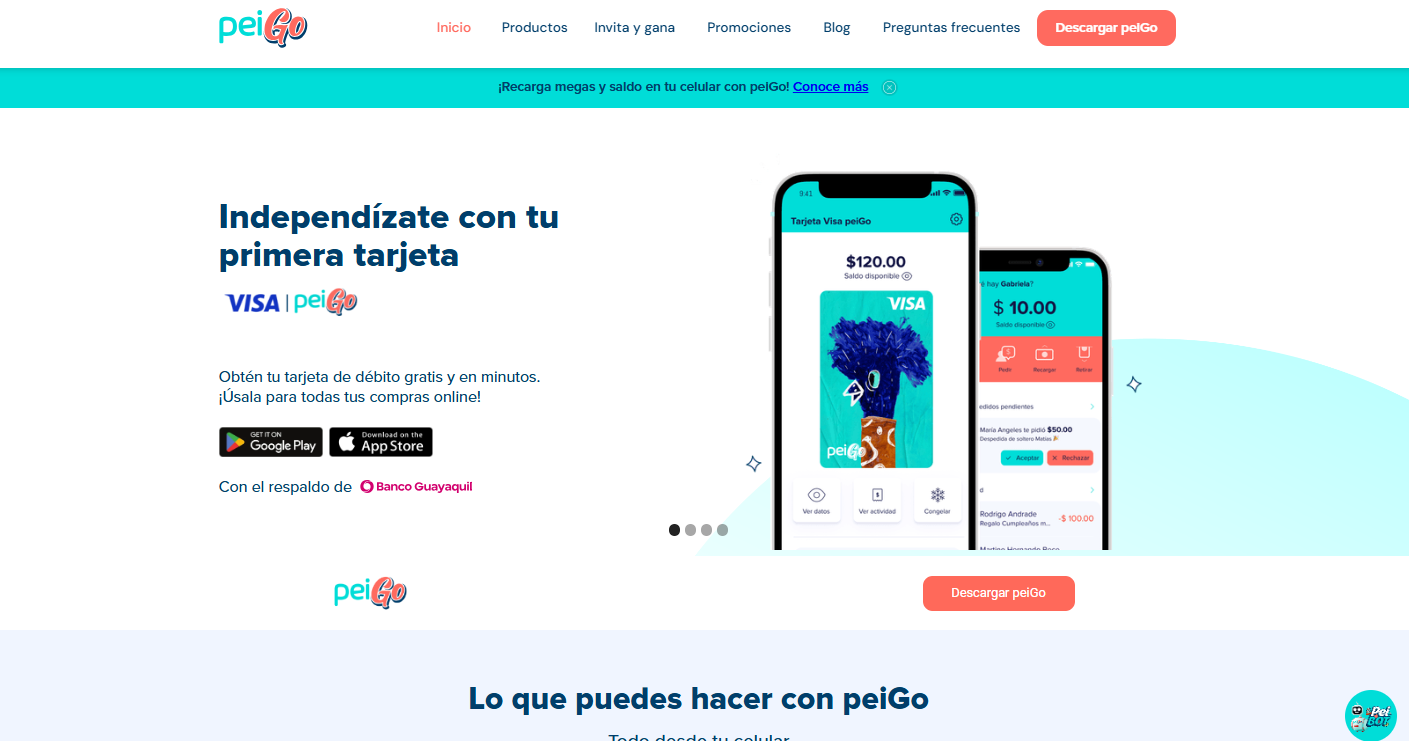 peiGo
Inicio
Productos
Invita y gana
Promociones
Blog
Preguntas frecuentes
Descargar peiGo
¡Recarga megas y saldo en tu celular con peiGo! Conoce más
Independízate con tu
primera tarjeta
VISA | peiGo
Obtén tu tarjeta de débito gratis y en minutos.
¡Úsala para todas tus compras online!
GET IT ON
Google Play
Download on the
App Store
Con el respaldo de Banco Guayaquil
9:41
Tarjeta Visa peiGo
$120.00
Saldo disponible
VISA
peiGo
Ver datos
Ver actividad
Congelar
hay Gabriela?
$ 10.00
Saldo disponible
Pedir
Recargar
Retirar
edidos pendientes
María Angeles te pidió $50.00
Despedida de soltero Matías
Aceptar
Rechazar
d
Rodrigo Andrade
Regalo Cumpleaños m...
-$ 100.00
peiGo
Descargar peiGo
Lo que puedes hacer con peiGo
Todo desde tu celular
Pei
BOT